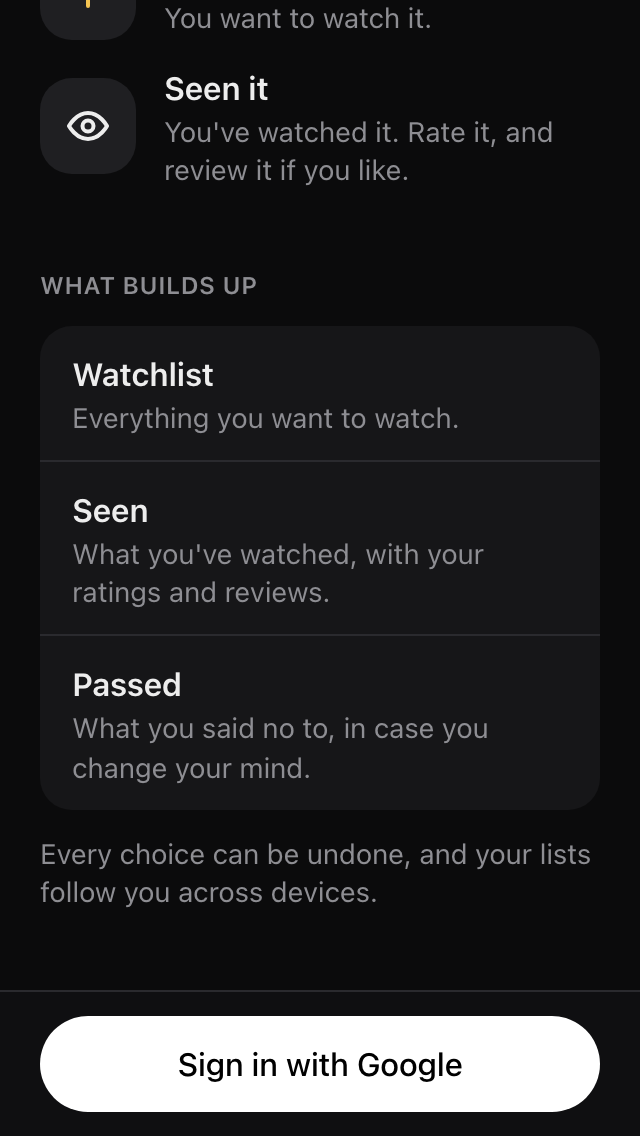 You want to watch it.
Seen it
You've watched it. Rate it, and
review it if you like.
WHAT BUILDS UP
Watchlist
Everything you want to watch.
Seen
What you've watched, with your
ratings and reviews.
Passed
What you said no to, in case you
change your mind.
Every choice can be undone, and your lists
follow you across devices.
Sign in with Google